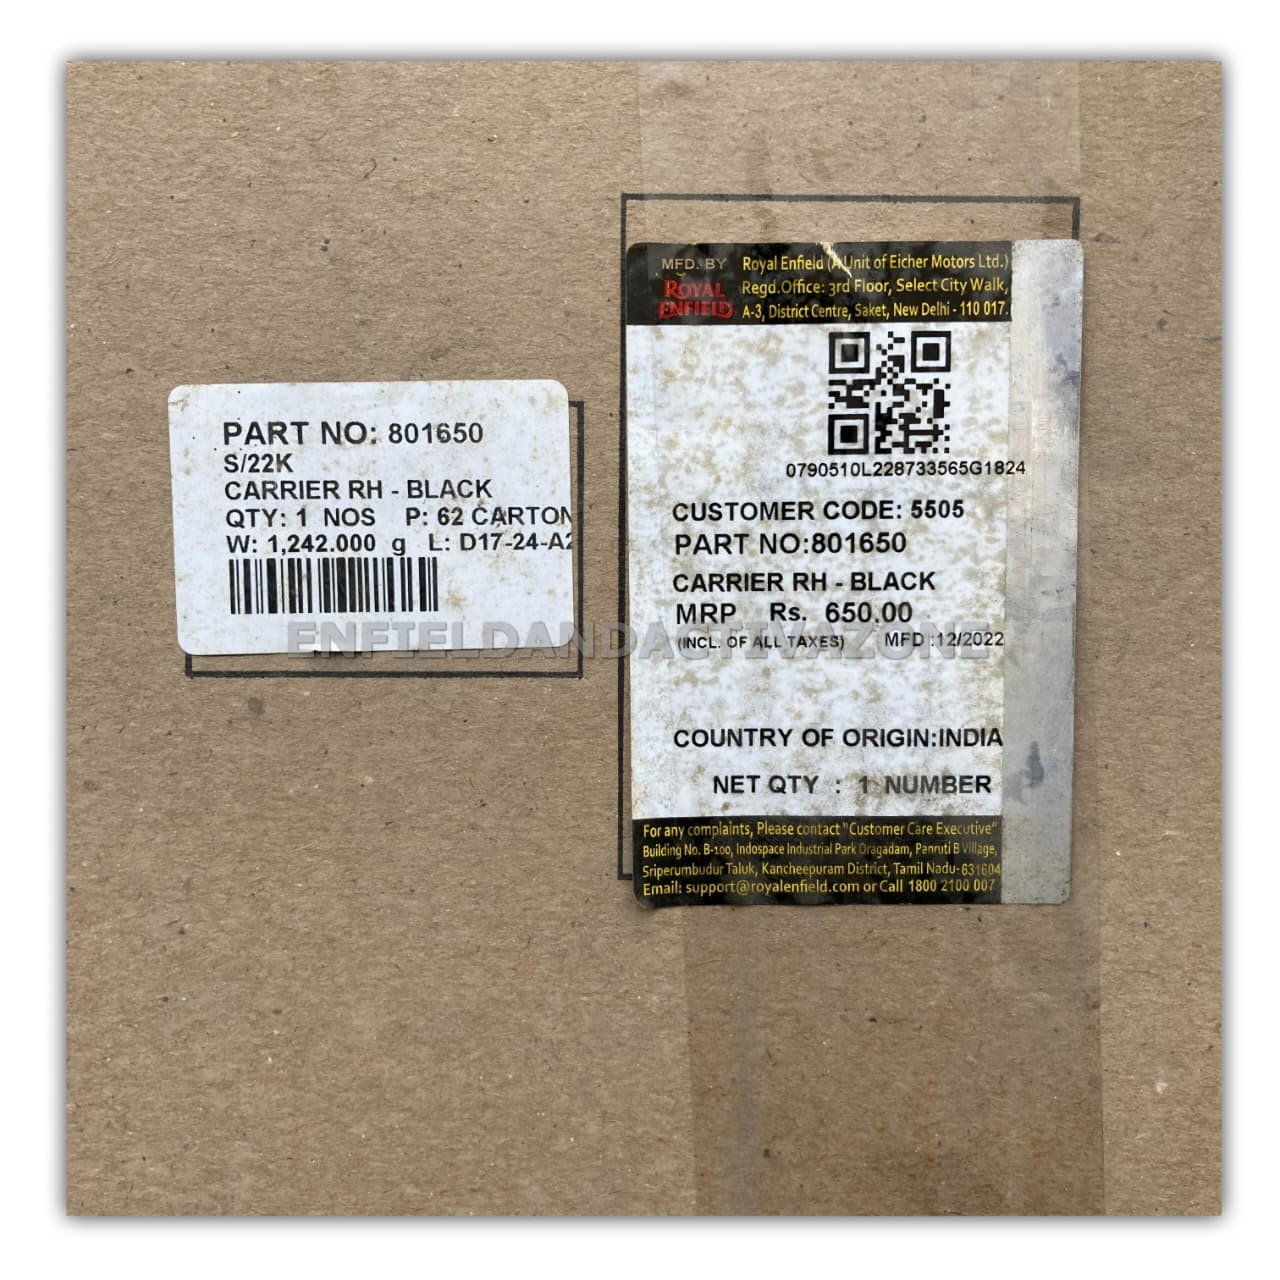 PART NO: 801650
S/22K
CARRIER RH - BLACK
QTY: 1 NOS P: 62 CARTON
W: 1,242.000 g L: D17-24-A2
MFD. BY
ROYAL
ENFIELD
Royal Enfield (A Unit of Eicher Motors Ltd.)
Regd.Office: 3rd Floor, Select City Walk,
A-3, District Centre, Saket, New Delhi - 110 017.
0790510L228733565G1824
CUSTOMER CODE: 5505
PART NO:801650
CARRIER RH - BLACK
MRP Rs. 650.00
(INCL. OF ALL TAXES) MFD :12/2022
ENFIELDANDACTIVAZONE
COUNTRY OF ORIGIN:INDIA
NET QTY : 1 NUMBER
For any complaints, Please contact "Customer Care Executive"
Building No. B-100, Indospace Industrial Park Oragadam, Panruti B Village,
Sriperumbudur Taluk, Kancheepuram District, Tamil Nadu- 631604
Email: support@royalenfield.com or Call 1800 2100 007